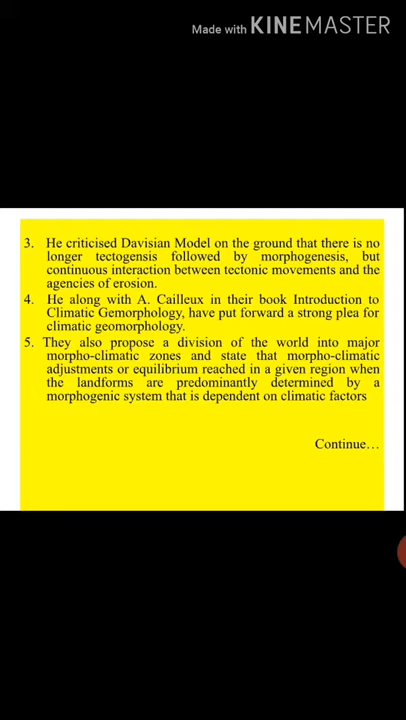 Made with KINEMASTER
3. He criticised Davisian Model on the ground that there is no
longer tectogensis followed by morphogenesis, but
continuous interaction between tectonic movements and the
agencies of erosion.
4. He along with A. Cailleux in their book Introduction to
Climatic Gemorphology, have put forward a strong plea for
climatic geomorphology.
5. They also propose a division of the world into major
morpho-climatic zones and state that morpho-climatic
adjustments or equilibrium reached in a given region when
the landforms are predominantly determined by a
morphogenic system that is dependent on climatic factors
Continue...